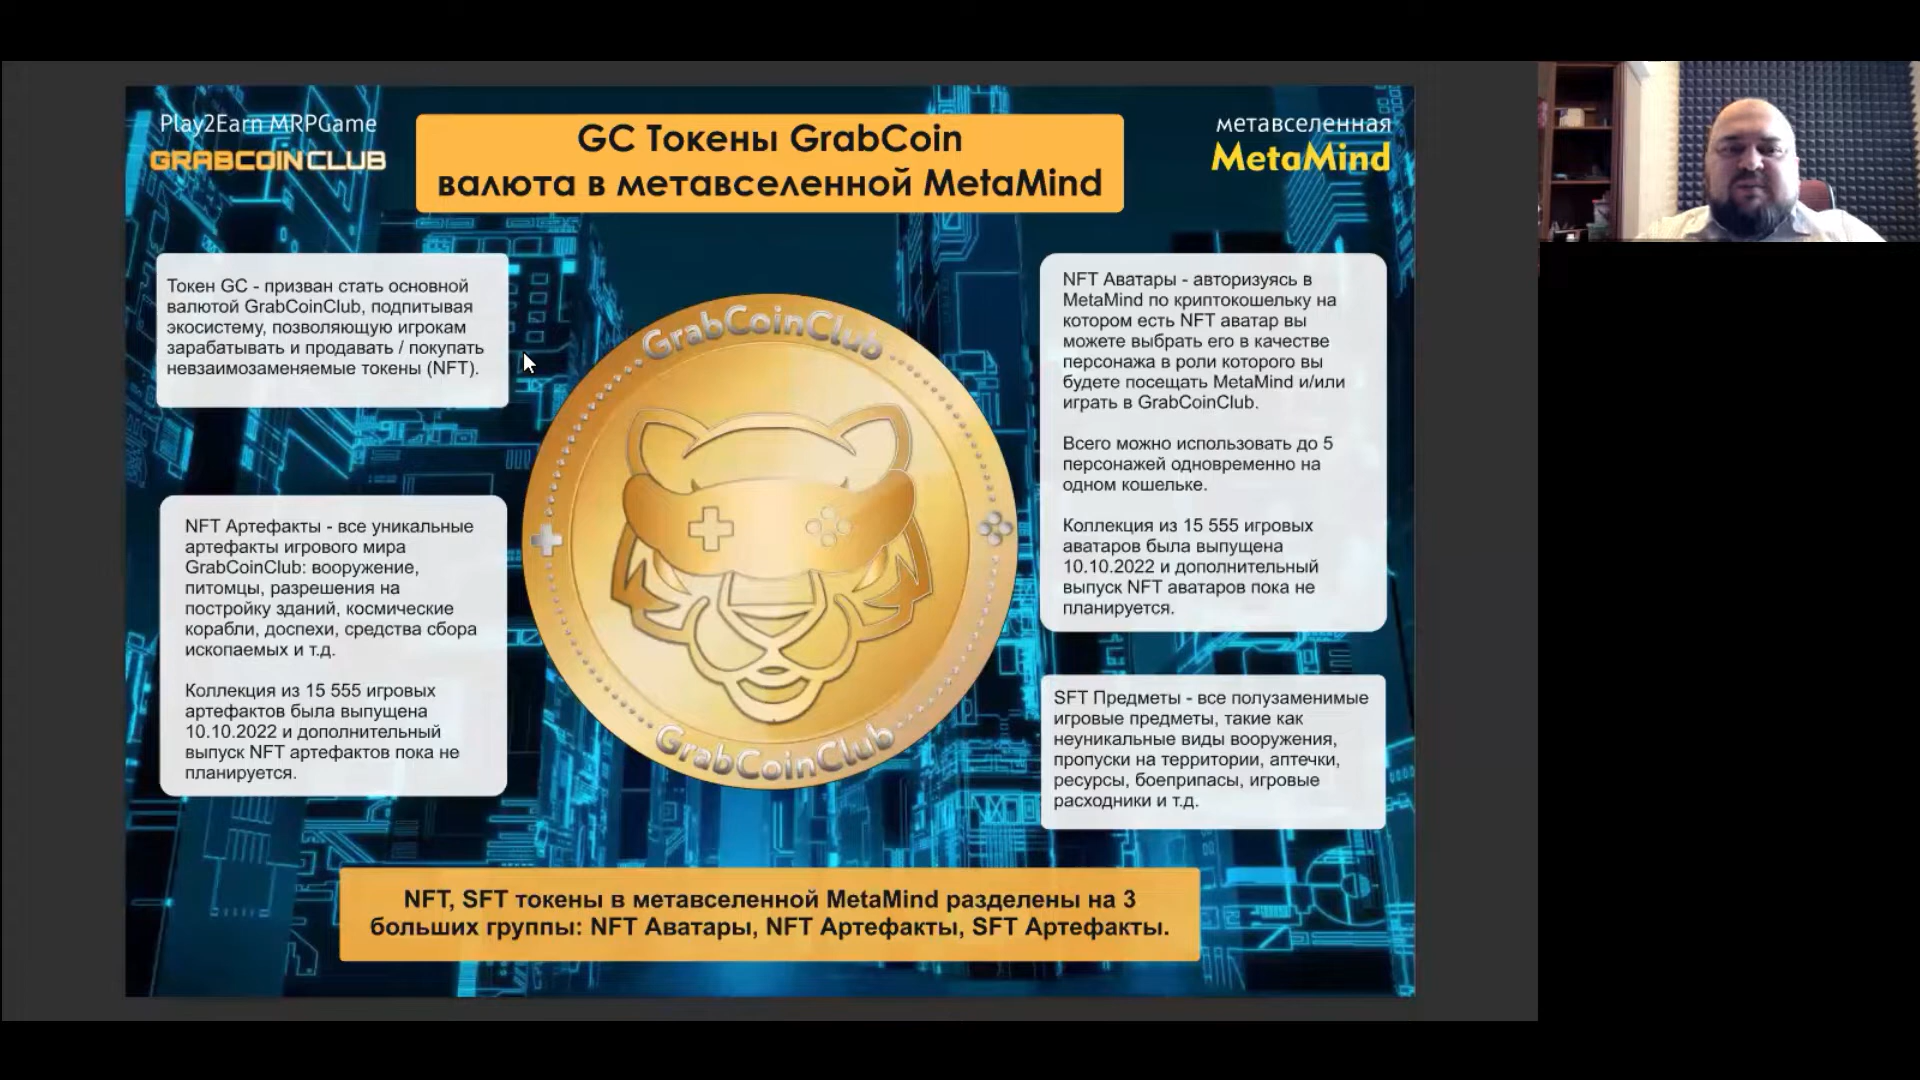 Play2Earn MRPGame
GRABCOINCLUB
GC Токены GrabCoin
валюта в метавселенной MetaMind
метавселенная
MetaMind
Токен GC - призван стать основной
валютой GrabCoinClub, подпитывая
экосистему, позволяющую игрокам
зарабатывать и продавать / покупать
невзаимозаменяемые токены (NFT).
NFT Артефакты - все уникальные
артефакты игрового мира
GrabCoinClub: вооружение,
питомцы, разрешения на
постройку зданий, космические
корабли, доспехи, средства сбора
ископаемых и т.д.
Коллекция из 15 555 игровых
артефактов была выпущена
10.10.2022 и дополнительный
выпуск NFT артефактов пока не
планируется.
GrabCoinClub
GrabCoinClub
NFT Аватары - авторизуясь в
MetaMind по криптокошельку на
котором есть NFT аватар вы
можете выбрать его в качестве
персонажа в роли которого вы
будете посещать MetaMind и/или
играть в GrabCoinClub.
Всего можно использовать до 5
персонажей одновременно на
одном кошельке.
Коллекция из 15 555 игровых
аватаров была выпущена
10.10.2022 и дополнительный
выпуск NFT аватаров пока не
планируется.
SFT Предметы - все полузаменимые
игровые предметы, такие как
неуникальные виды вооружения,
пропуски на территории, аптечки,
ресурсы, боеприпасы, игровые
расходники и т.д.
NFT, SFT токены в метавселенной MetaMind разделены на 3
больших группы: NFT Аватары, NFT Артефакты, SFT Артефакты.